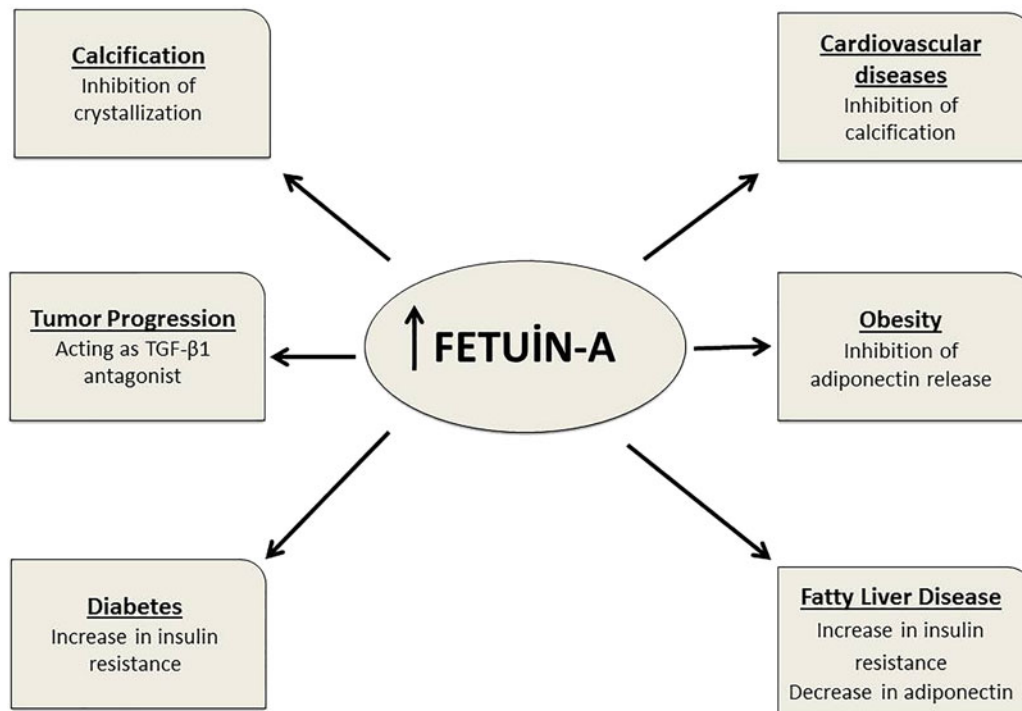 Calcification
Inhibition of
crystallization
Cardiovascular
diseases
Inhibition of
calcification
Tumor Progression
Acting as TGF-β1
antagonist
FETUİN-A
Obesity
Inhibition of
adiponectin release
Diabetes
Increase in insulin
resistance
Fatty Liver Disease
Increase in insulin
resistance
Decrease in adiponectin